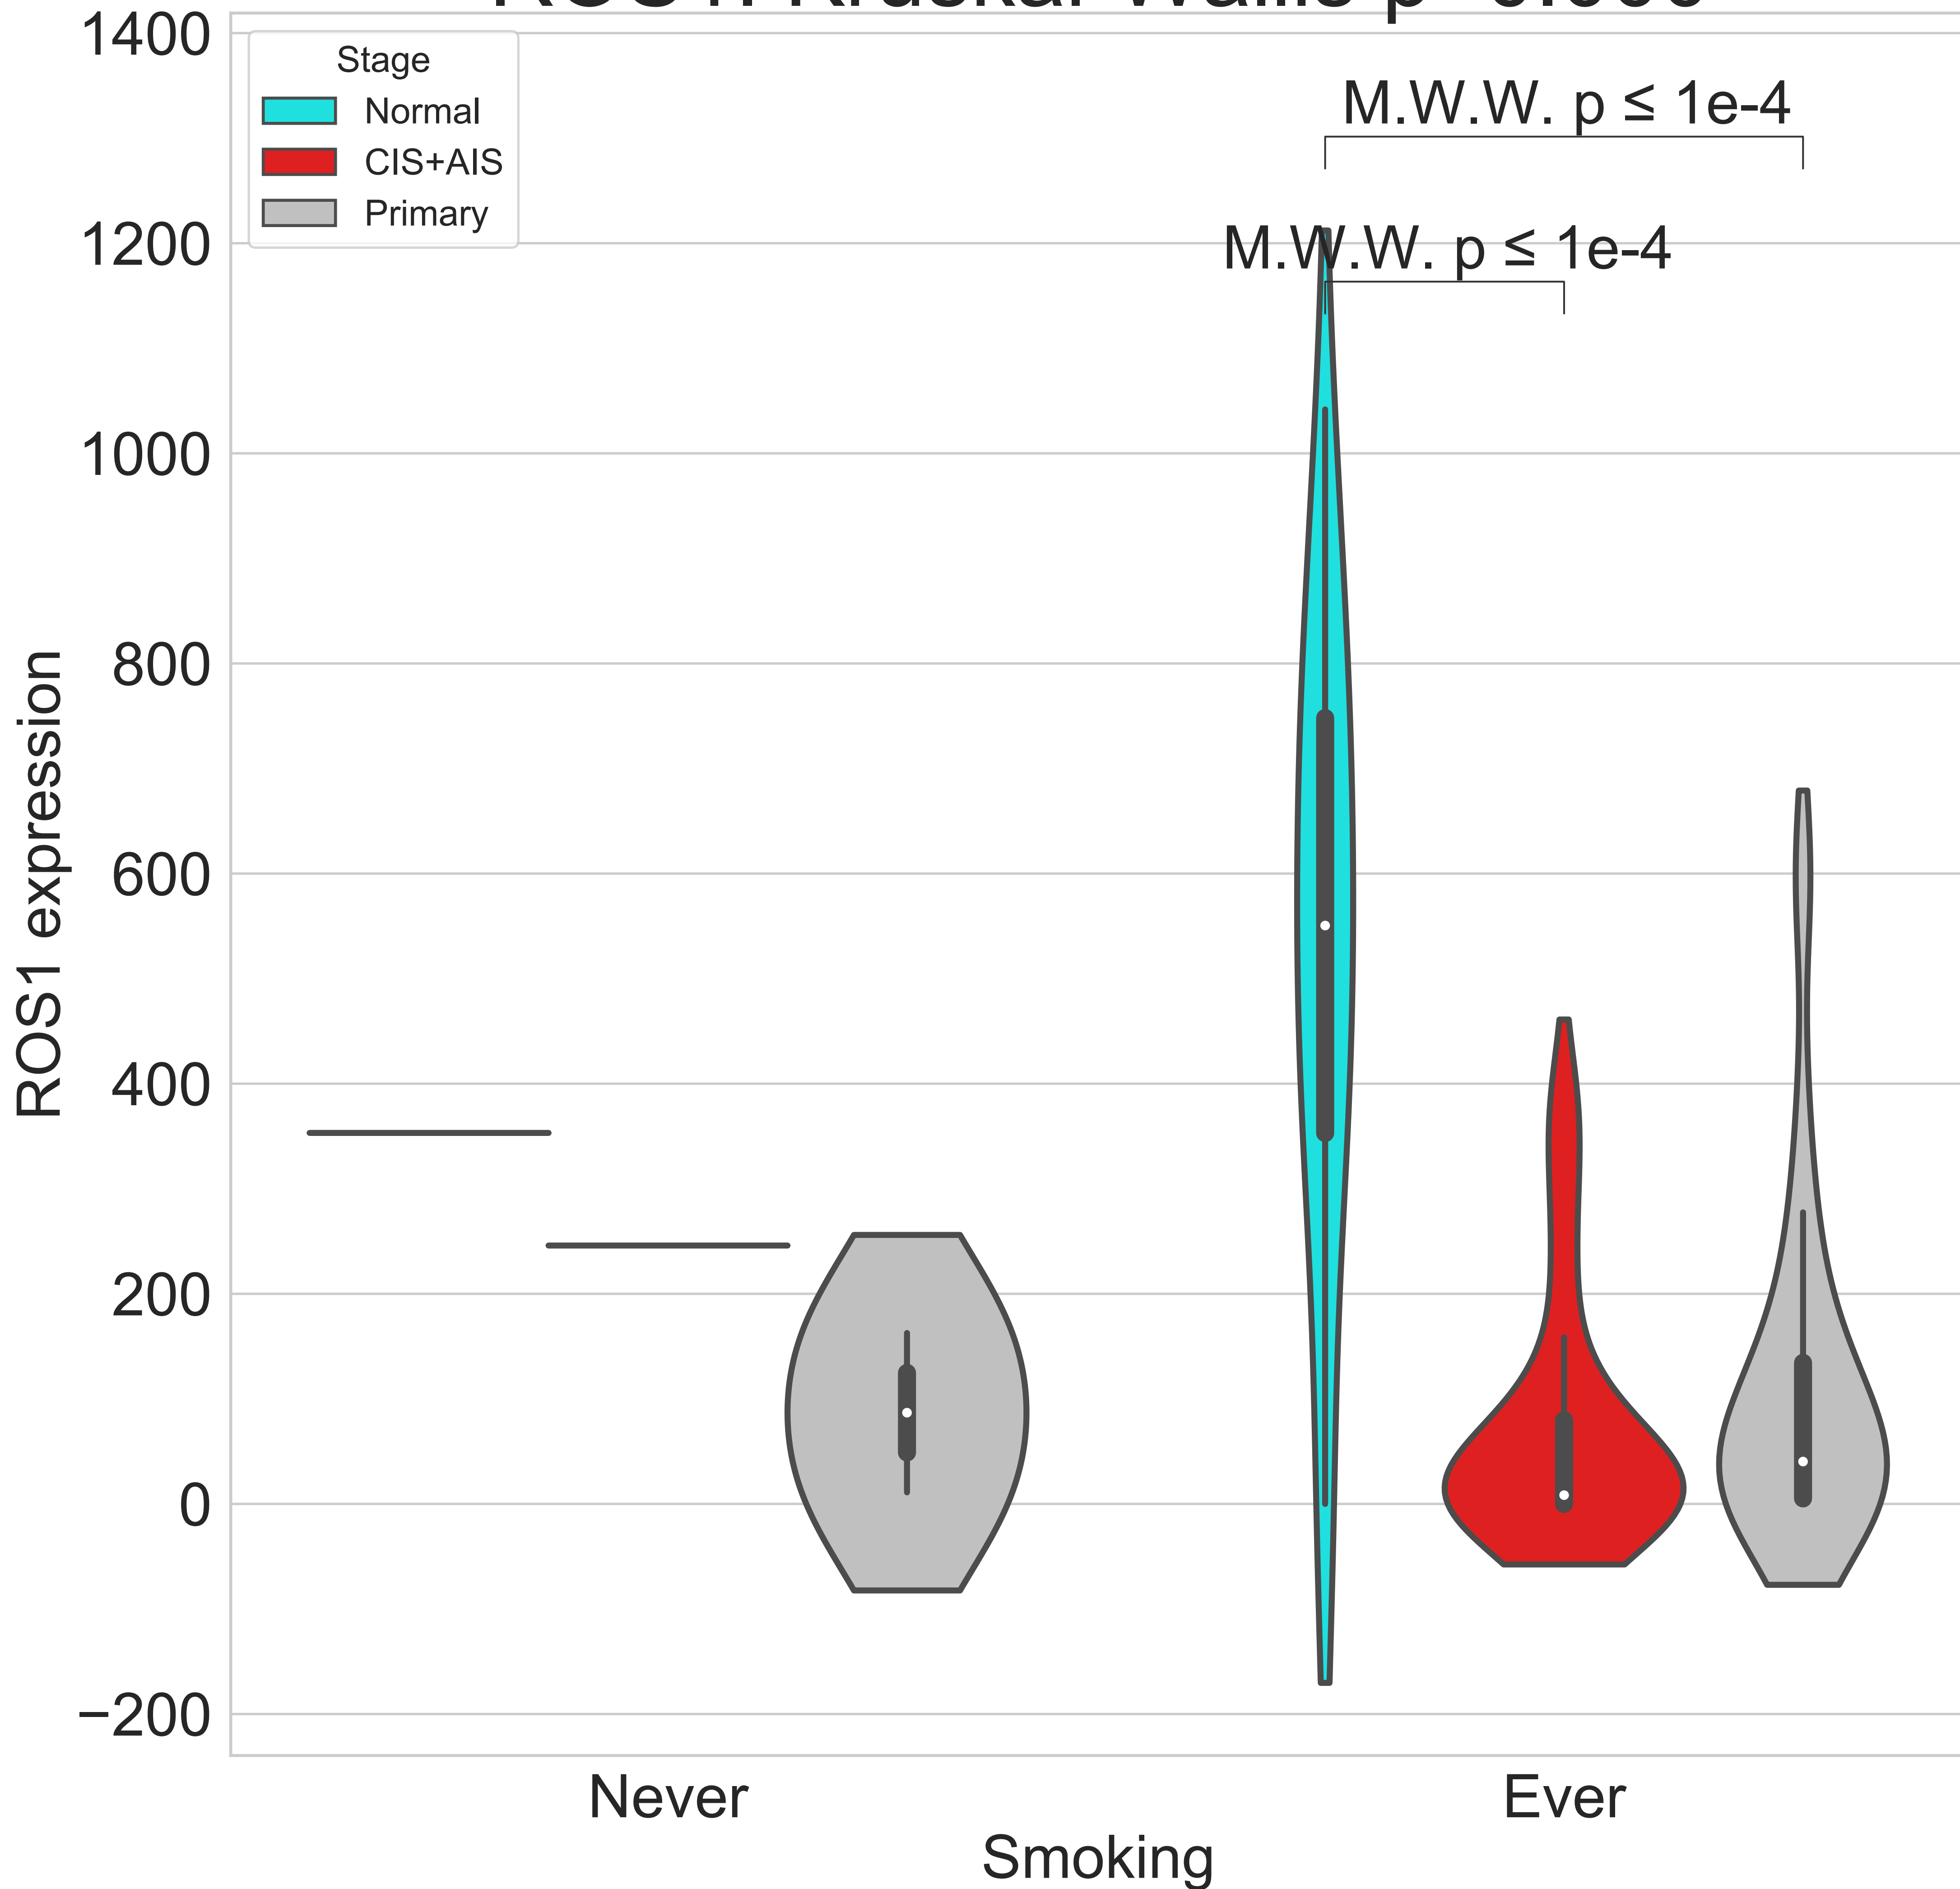 1400
1200
1000
800
600
400
200
0
−200
ROS1 expression
Stage
Normal
CIS+AIS
Primary
M.W.W. p ≤ 1e-4
M.W.W. p ≤ 1e-4
Never
Ever
Smoking